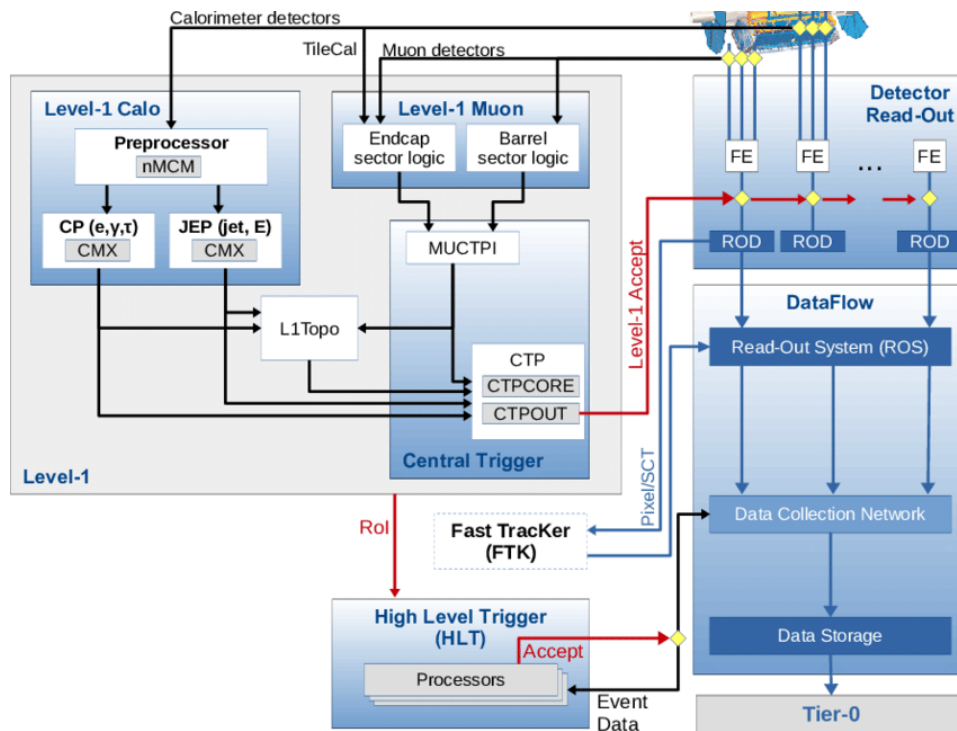 Calorimeter detectors
TileCal
Muon detectors
Level-1 Calo
Preprocessor
nMCM
CP (e,γ,τ)
CMX
JEP (jet, E)
CMX
Level-1 Muon
Endcap
sector logic
Barrel
sector logic
MUCTPI
L1Topo
CTP
CTPCORE
CTPOUT
Central Trigger
Level-1
Level-1 Accept
Detector
Read-Out
FE
FE
...
FE
ROD
ROD
ROD
DataFlow
Read-Out System (ROS)
Pixel/SCT
Data Collection Network
RoI
Fast TracKer
(FTK)
High Level Trigger
(HLT)
Accept
Processors
Event
Data
Data Storage
Tier-0